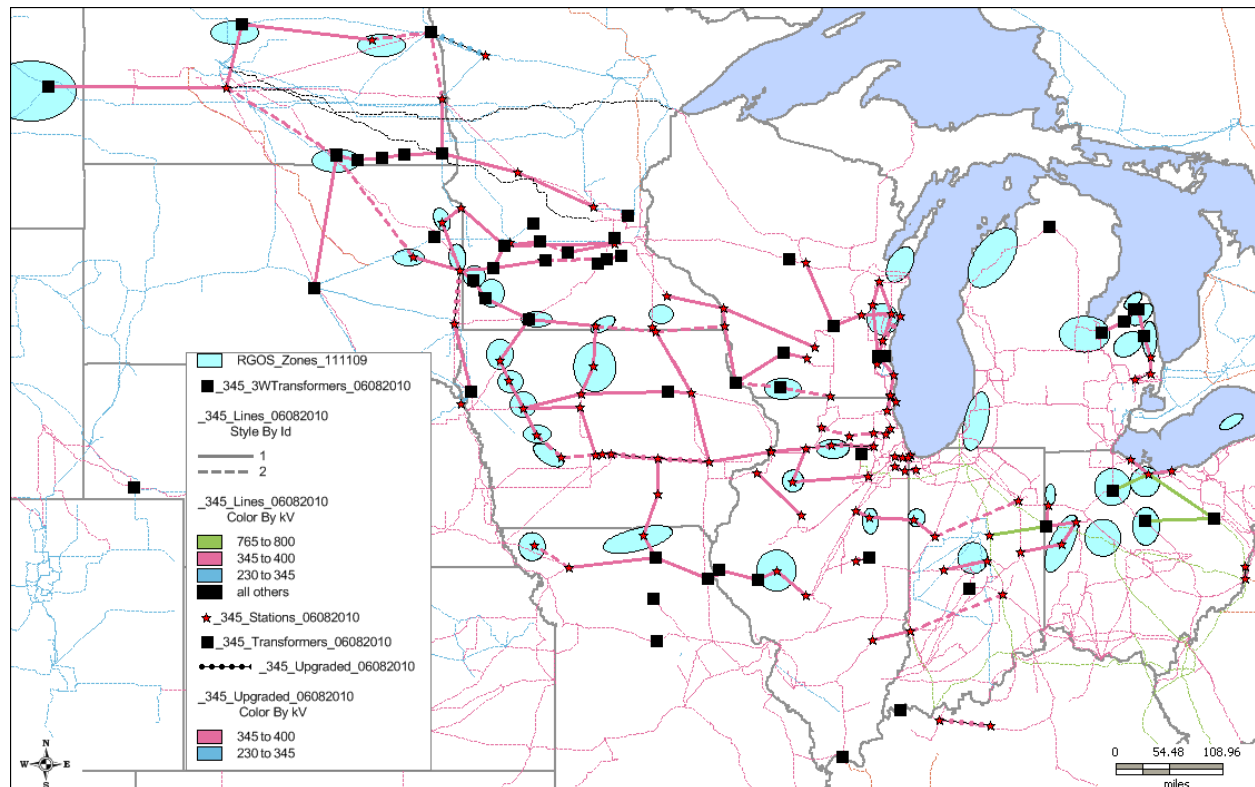 RGOS_Zones_111109
_345_3WTransformers_06082010
_345_Lines_06082010
Style By Id
1
2
_345_Lines_06082010
Color By kV
765 to 800
345 to 400
230 to 345
all others
_345_Stations_06082010
_345_Transformers_06082010
_345_Upgraded_06082010
_345_Upgraded_06082010
Color By kV
345 to 400
230 to 345
N
W E
S
0 54.48 108.96
miles